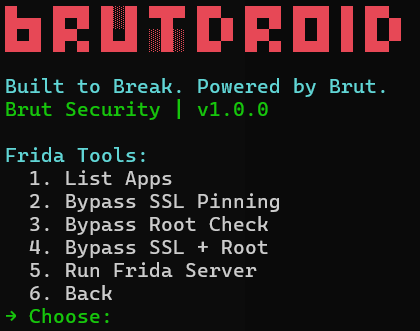 bRUTDROID
Built to Break. Powered by Brut.
Brut Security | v1.0.0
Frida Tools:
1. List Apps
2. Bypass SSL Pinning
3. Bypass Root Check
4. Bypass SSL + Root
5. Run Frida Server
6. Back
→ Choose: